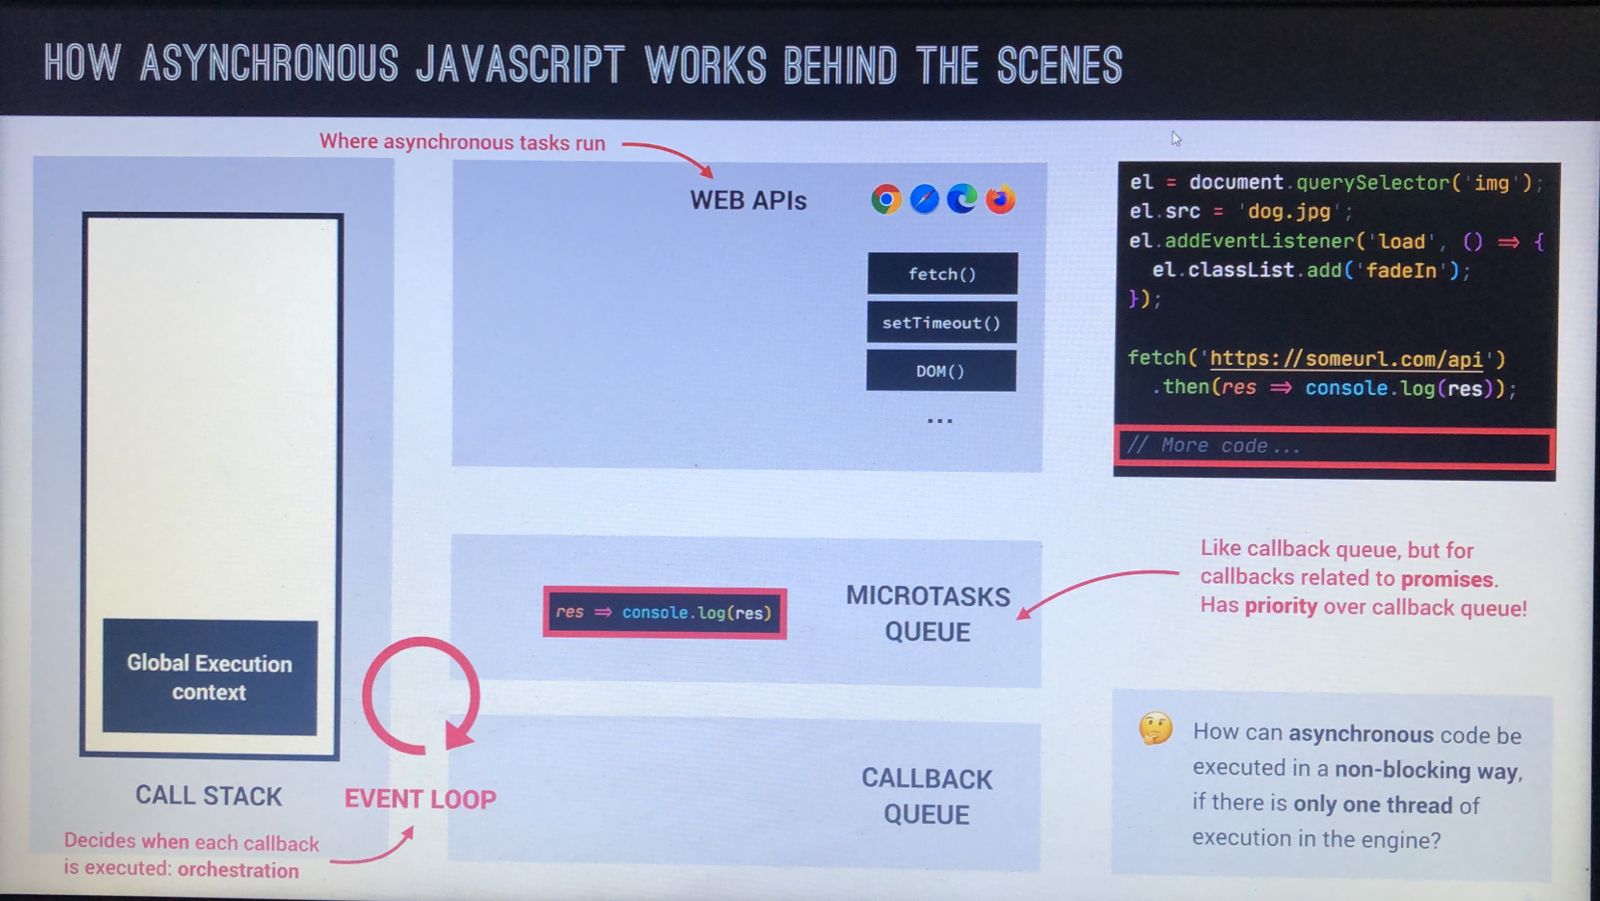 HOW ASYNCHRONOUS JAVASCRIPT WORKS BEHIND THE SCENES
Where asynchronous tasks run
WEB APIs
fetch()
setTimeout()
DOM()
...
el = document.querySelector('img');
el.src = 'dog.jpg';
el.addEventListener('load', () => {
el.classList.add('fadeIn');
});
fetch('https://someurl.com/api')
.then(res => console.log(res));
// More code...
Global Execution
context
CALL STACK
EVENT LOOP
Decides when each callback
is executed: orchestration
res => console.log(res)
MICROTASKS
QUEUE
Like callback queue, but for
callbacks related to promises.
Has priority over callback queue!
CALLBACK
QUEUE
🤔 How can asynchronous code be
executed in a non-blocking way,
if there is only one thread of
execution in the engine?